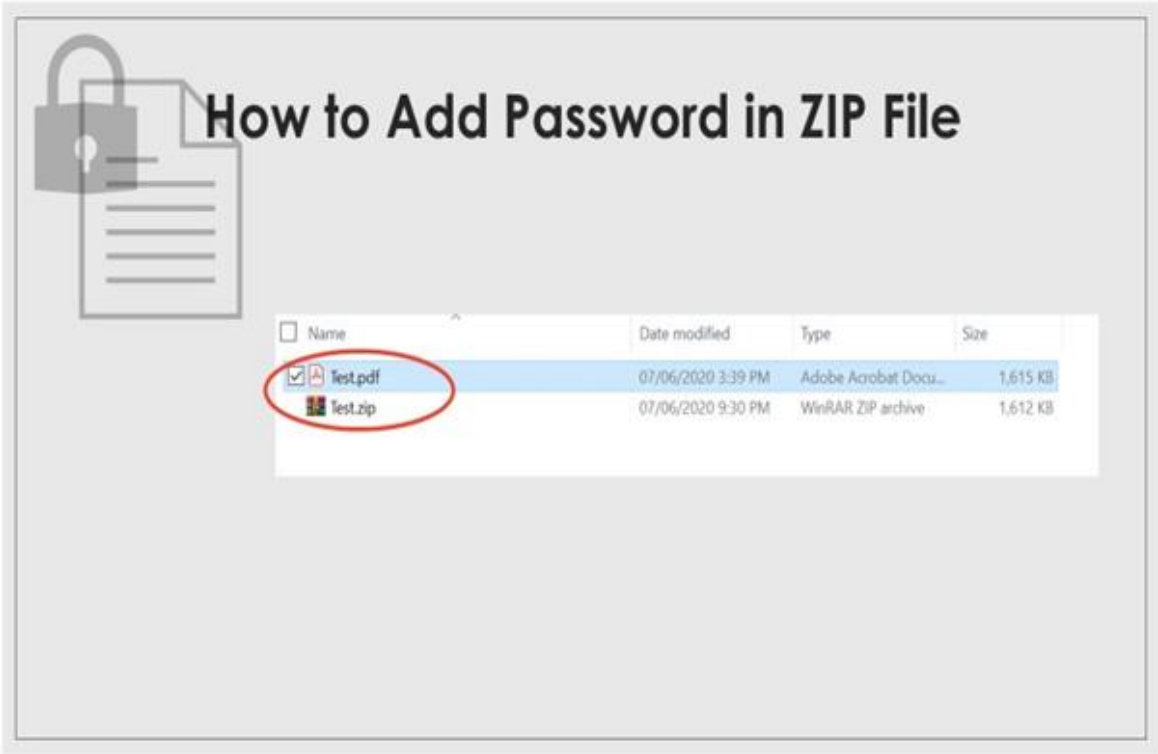 How to Add Password in ZIP File
Name Date modified Type Size
Test.pdf 07/06/2020 3:39 PM Adobe Acrobat Docu... 1,615 KB
Test.zip 07/06/2020 9:30 PM WinRAR ZIP archive 1,612 KB